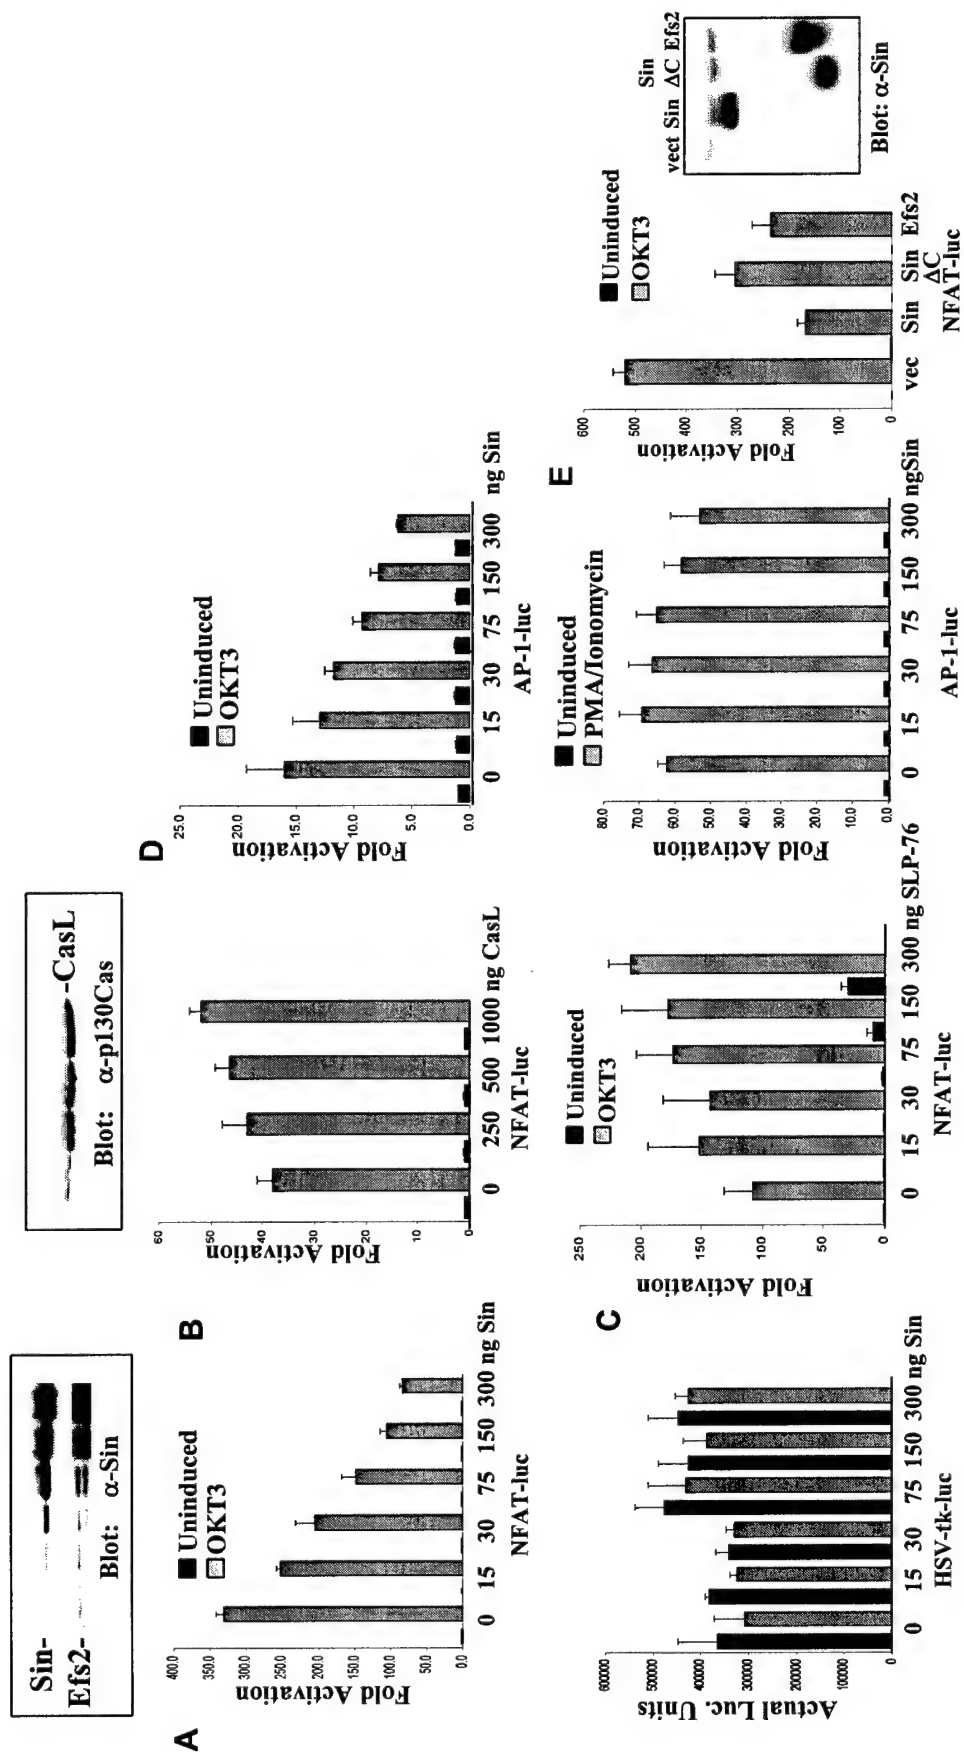 A
Sin-
Efs2-
Blot: α-Sin
Uninduced
OKT3
400.0
350.0
300.0
250.0
200.0
150.0
100.0
50.0
0.0
Fold Activation
0 15 30 75 150 300 ng Sin
NFAT-luc
600000
500000
400000
300000
200000
100000
0
Actual Luc. Units
0 15 30 75 150 300 ng Sin
HSV-tk-luc
B
-CasL
Blot: α-p130Cas
60
50
40
30
20
10
0
Fold Activation
0 250 500 1000 ng CasL
NFAT-luc
C
Uninduced
OKT3
250
200
150
100
50
0
Fold Activation
0 15 30 75 150 300 ng SLP-76
NFAT-luc
D
Uninduced
OKT3
25.0
20.0
15.0
10.0
5.0
0.0
Fold Activation
0 15 30 75 150 300 ng Sin
AP-1-luc
Uninduced
PMA/Ionomycin
80.0
70.0
60.0
50.0
40.0
30.0
20.0
10.0
0.0
Fold Activation
0 15 30 75 150 300 ngSin
AP-1-luc
E
Uninduced
OKT3
600
500
400
300
200
100
0
Fold Activation
vec Sin Sin Efs2
ΔC
NFAT-luc
Sin
vect Sin ΔC Efs2
Blot: α-Sin